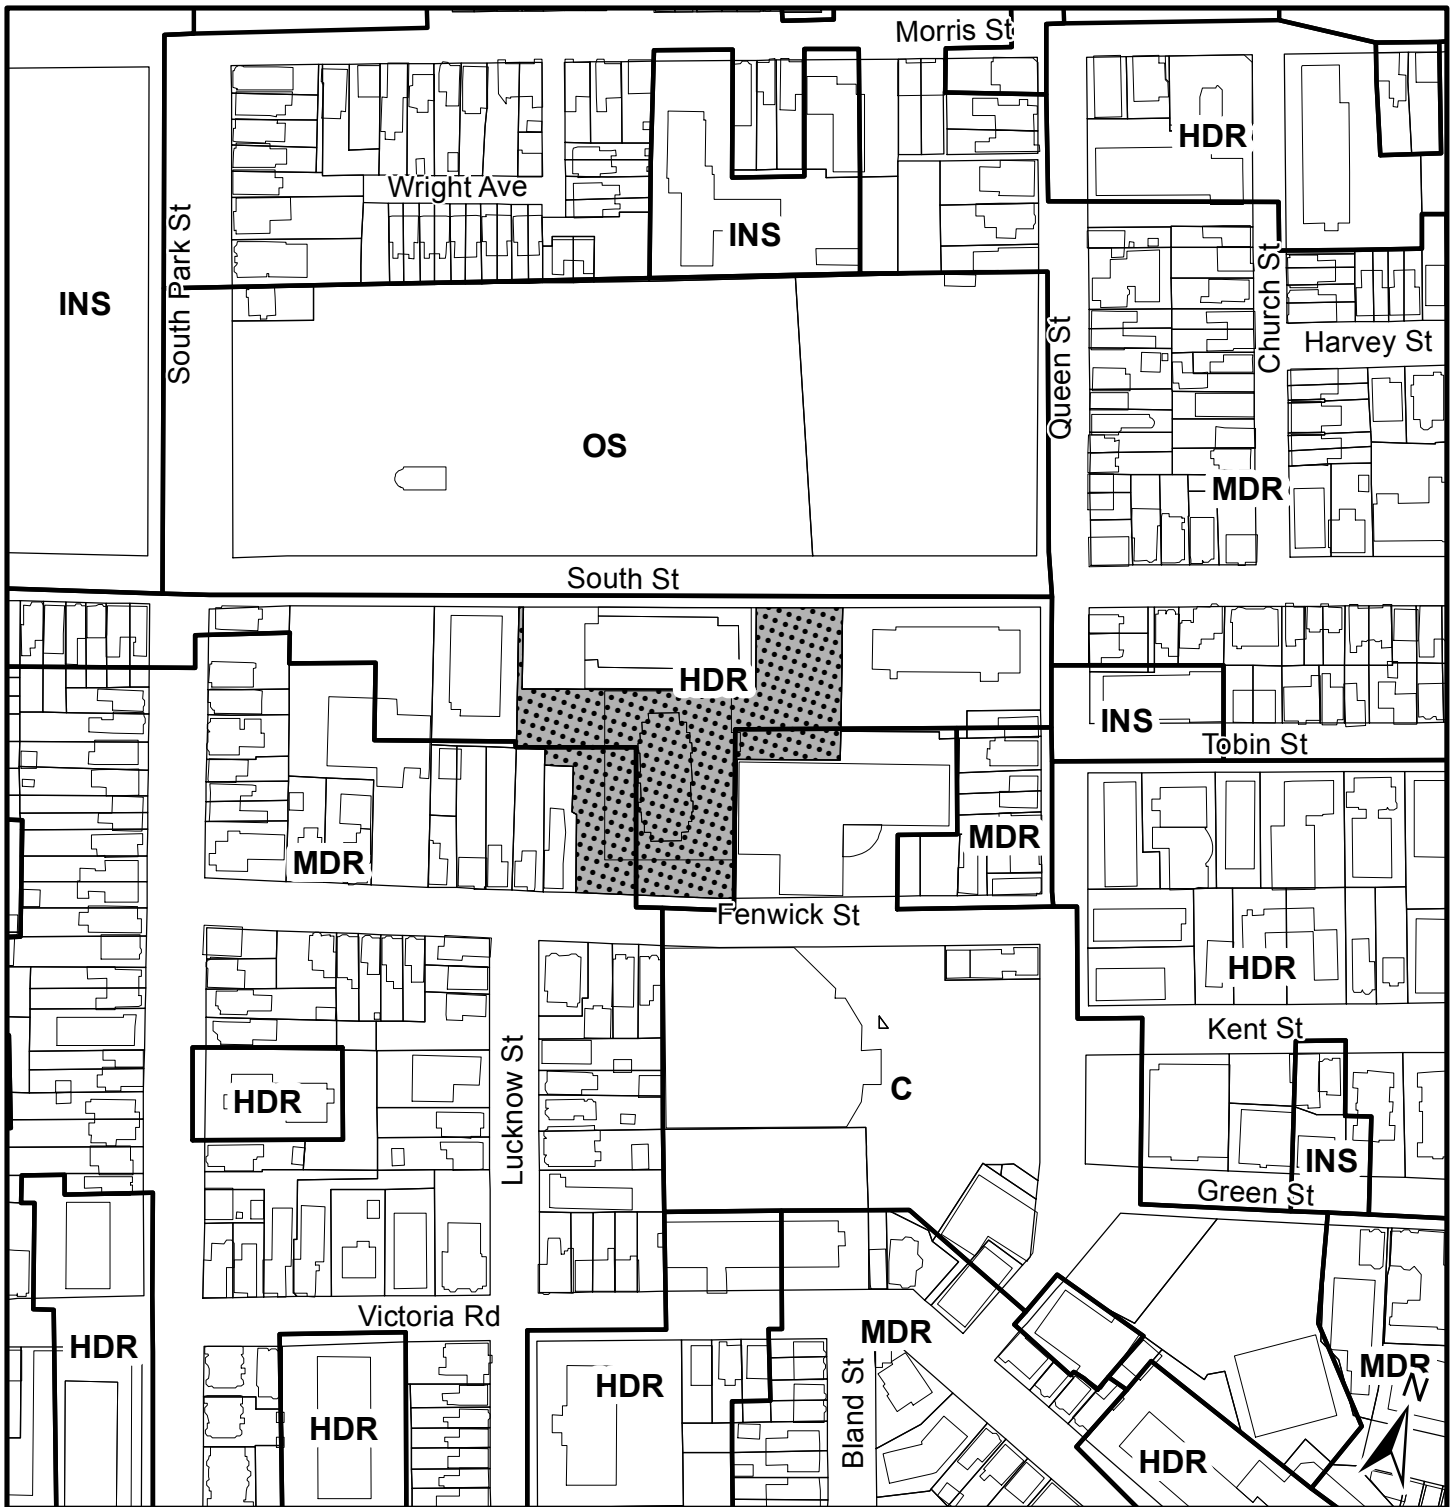 Morris St
HDR
Wright Ave
South Park St
INS
INS
Church St
Queen St
Harvey St
OS
MDR
South St
HDR
INS
Tobin St
MDR
MDR
Fenwick St
HDR
Kent St
Lucknow St
HDR
C
INS
Green St
Victoria Rd
HDR
MDR
MDR
HDR
Bland St
N
HDR
HDR